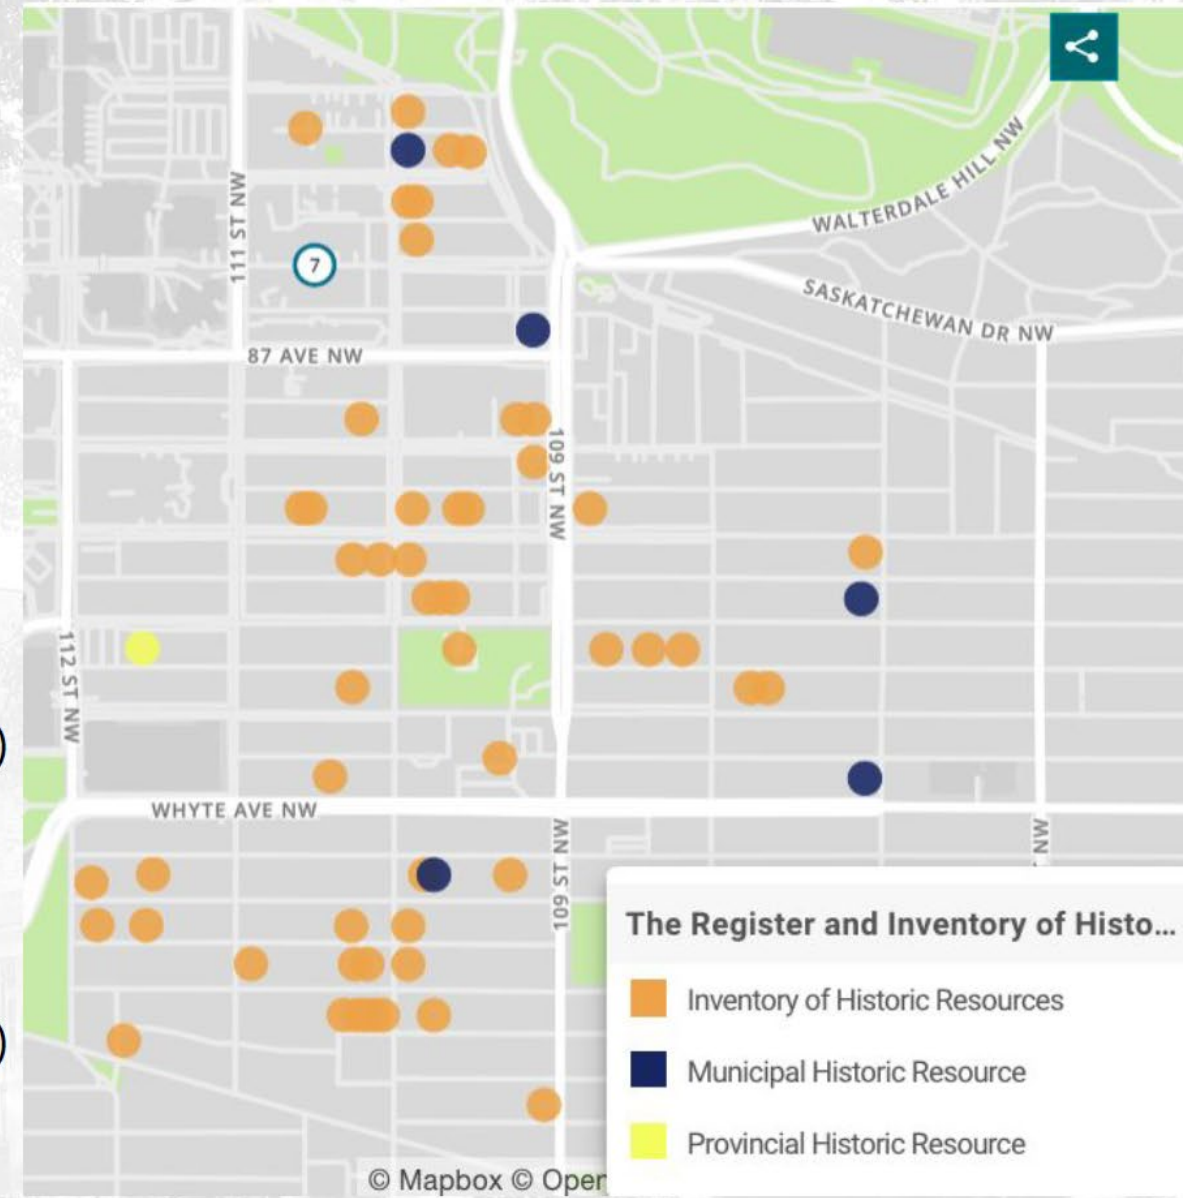 111 ST NW
WALTERDALE HILL NW
7
SASKATCHEWAN DR NW
87 AVE NW
109 ST NW
112 ST NW
)
WHYTE AVE NW
109 ST NW
NW
The Register and Inventory of Histo...
Inventory of Historic Resources
)
Municipal Historic Resource
Provincial Historic Resource
© Mapbox © Open